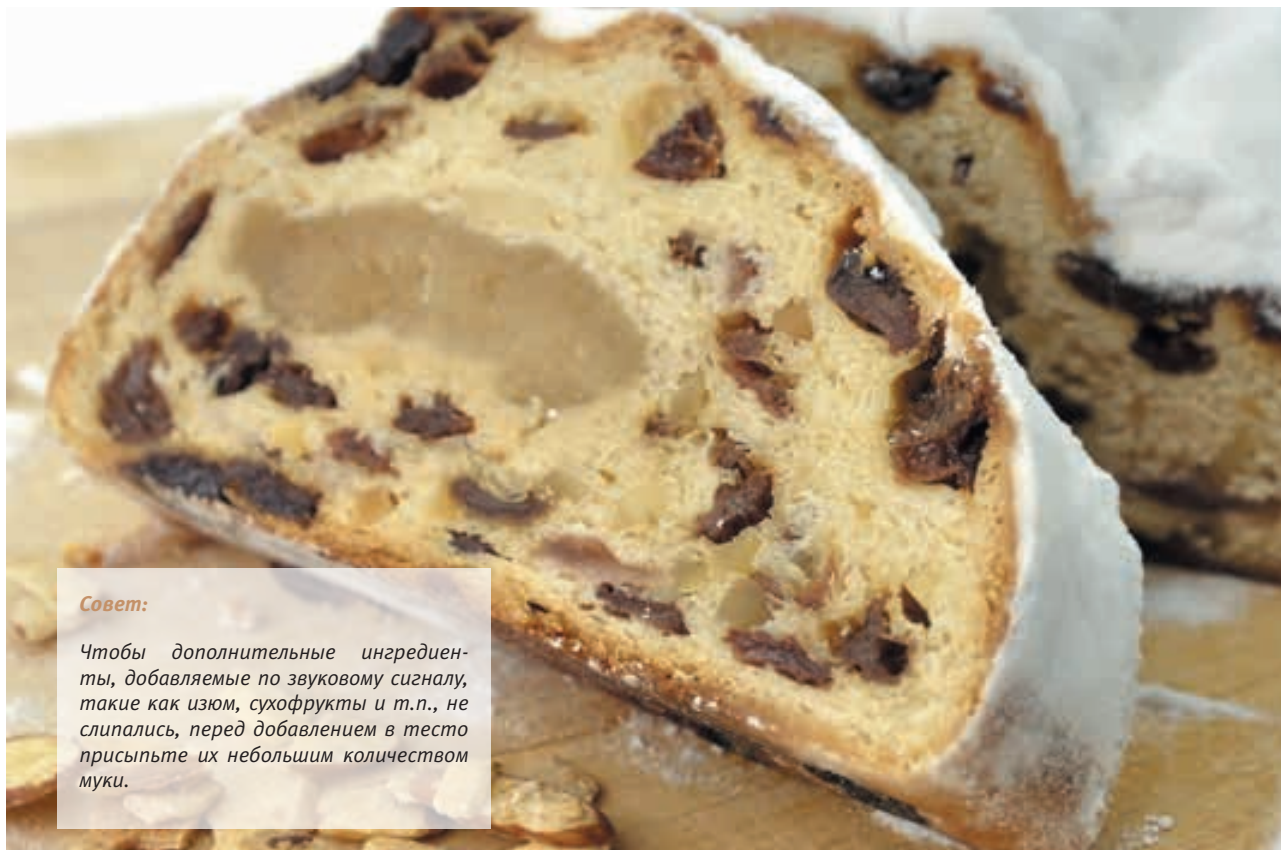 Совет:
Чтобы дополнительные ингредиен-
ты, добавляемые по звуковому сигналу,
такие как изюм, сухофрукты и т.п., не
слипались, перед добавлением в тесто
присыпьте их небольшим количеством
муки.